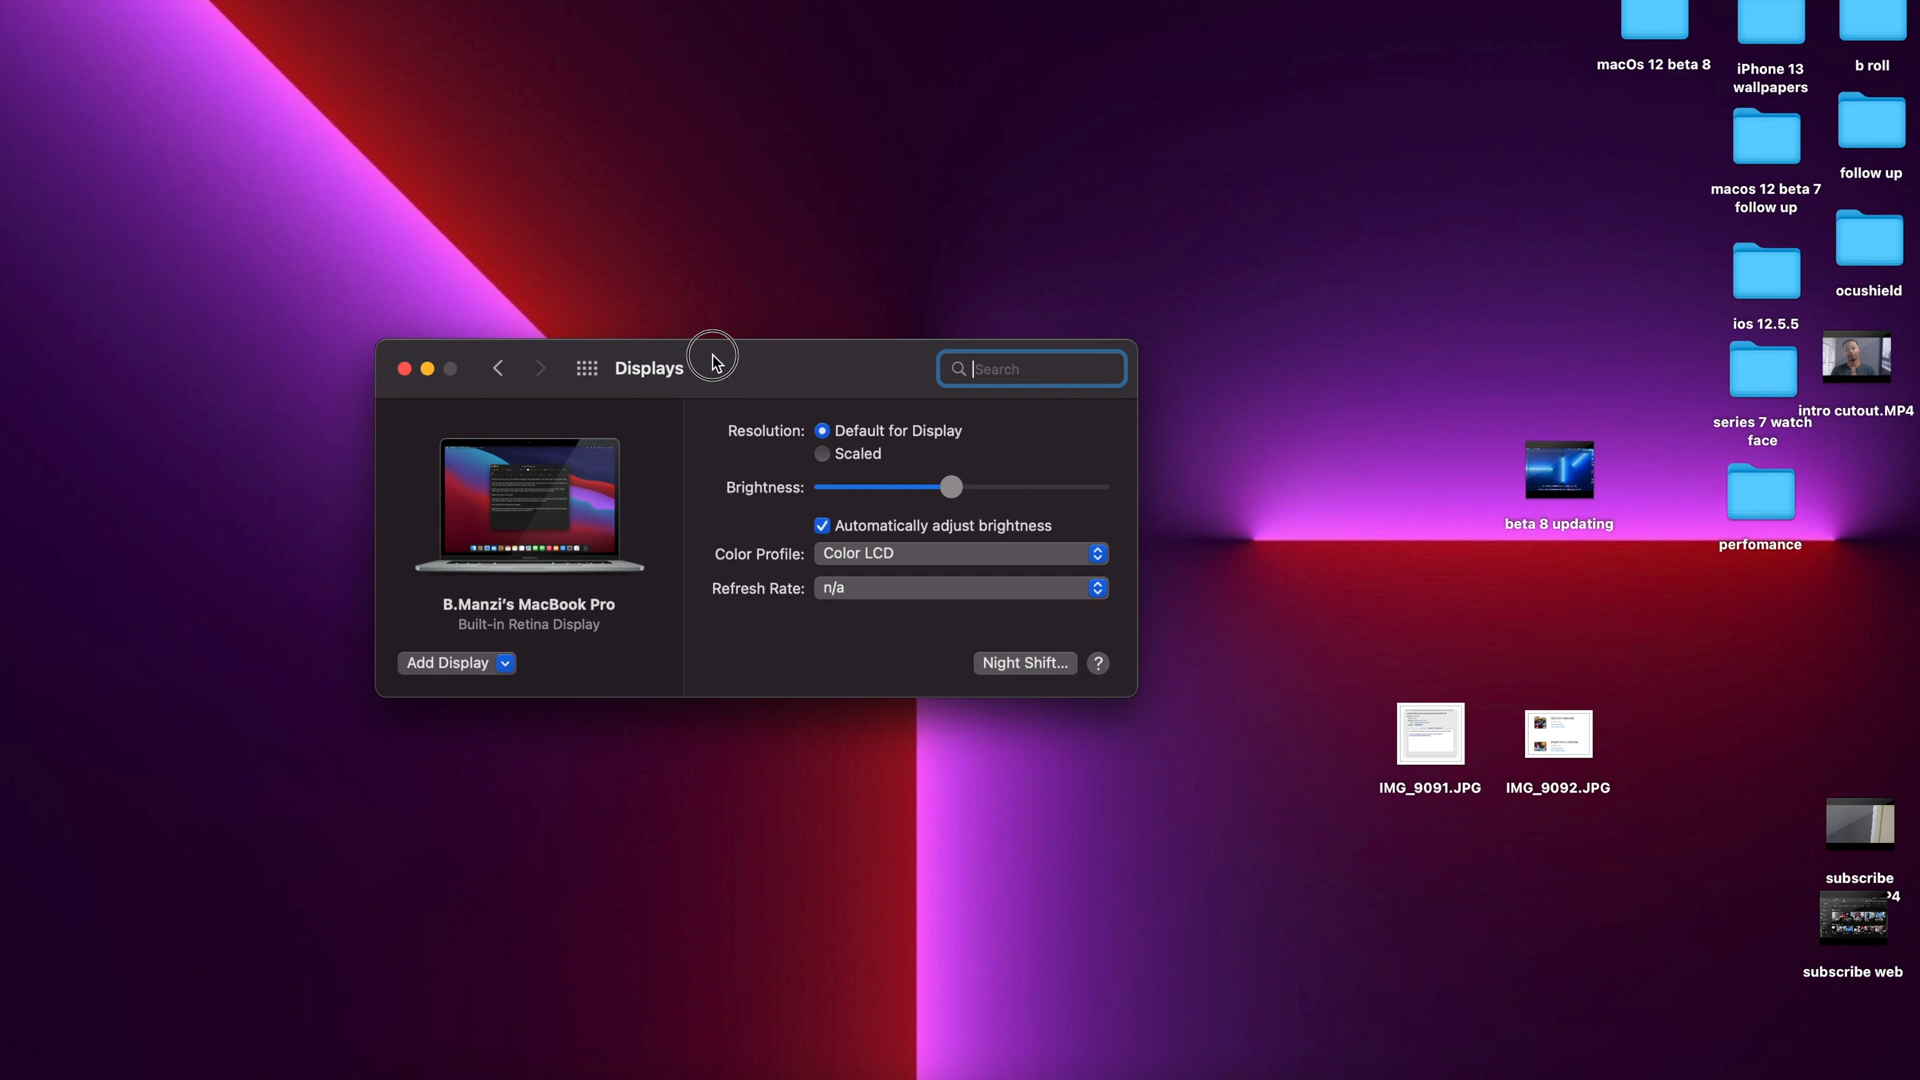 macOs 12 beta 8
iPhone 13
wallpapers
b roll
follow up
macos 12 beta 7
follow up
ocushield
ios 12.5.5
intro cutout.MP4
series 7 watch
face
beta 8 updating
perfomance
Displays
Search
Resolution:
Default for Display
Scaled
Brightness:
Automatically adjust brightness
Color Profile:
Color LCD
Refresh Rate:
n/a
B.Manzi's MacBook Pro
Built-in Retina Display
Add Display
Night Shift...
?
IMG_9091.JPG
IMG_9092.JPG
subscribe
P4
subscribe web